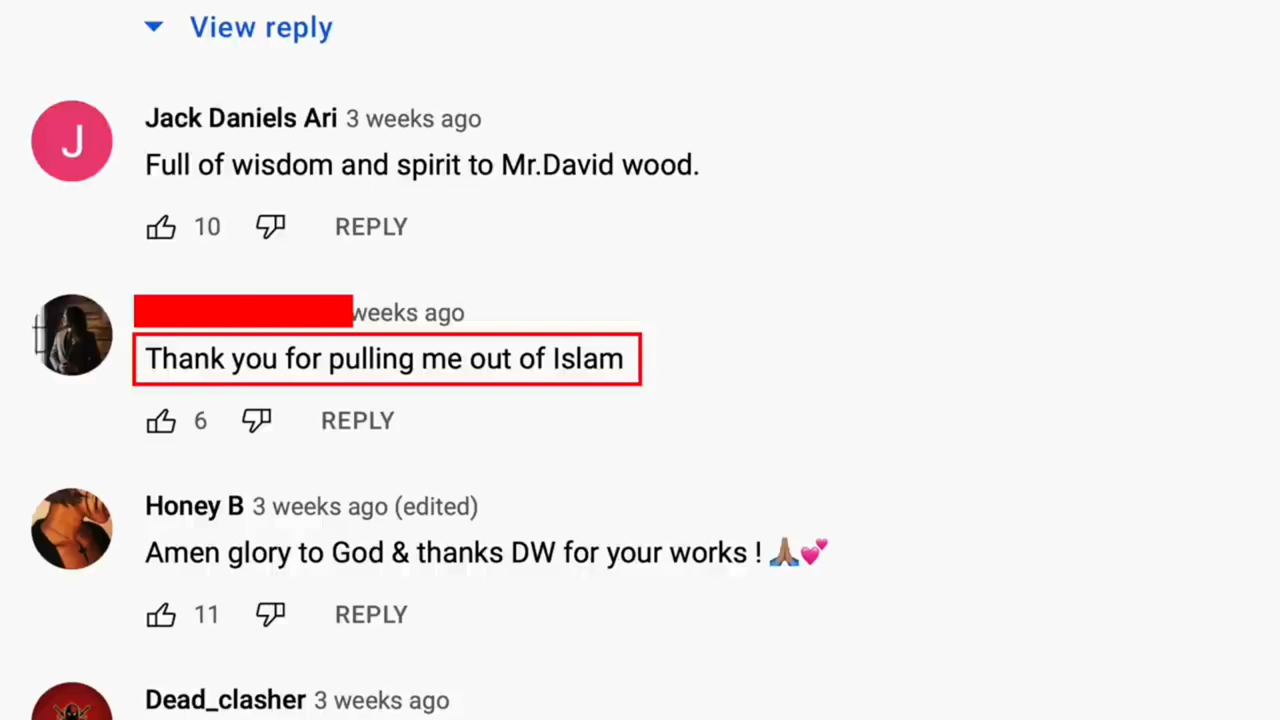 View reply
Jack Daniels Ari 3 weeks ago
J
Full of wisdom and spirit to Mr.David wood.
10 REPLY
weeks ago
Thank you for pulling me out of Islam
6 REPLY
Honey B 3 weeks ago (edited)
Amen glory to God & thanks DW for your works ! 🙏🏽💕
11 REPLY
Dead_clasher 3 weeks ago